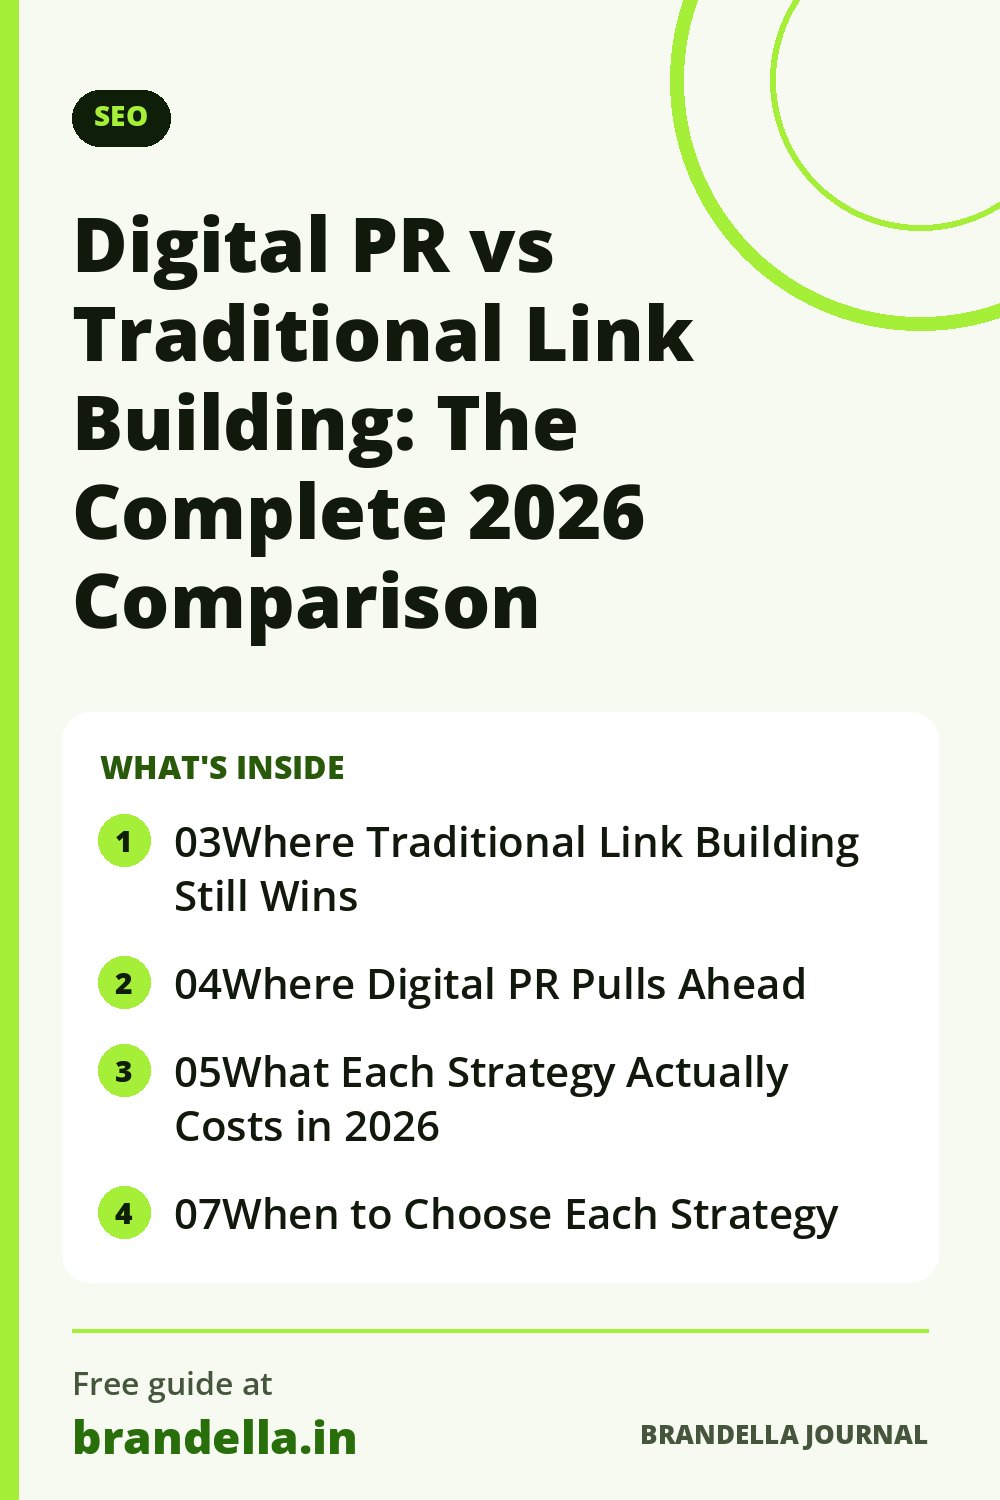 SEO
Digital PR vs
Traditional Link
Building: The
Complete 2026
Comparison
WHAT'S INSIDE
1 03Where Traditional Link Building
Still Wins
2 04Where Digital PR Pulls Ahead
3 05What Each Strategy Actually
Costs in 2026
4 07When to Choose Each Strategy
Free guide at
brandella.in
BRANDELLA JOURNAL